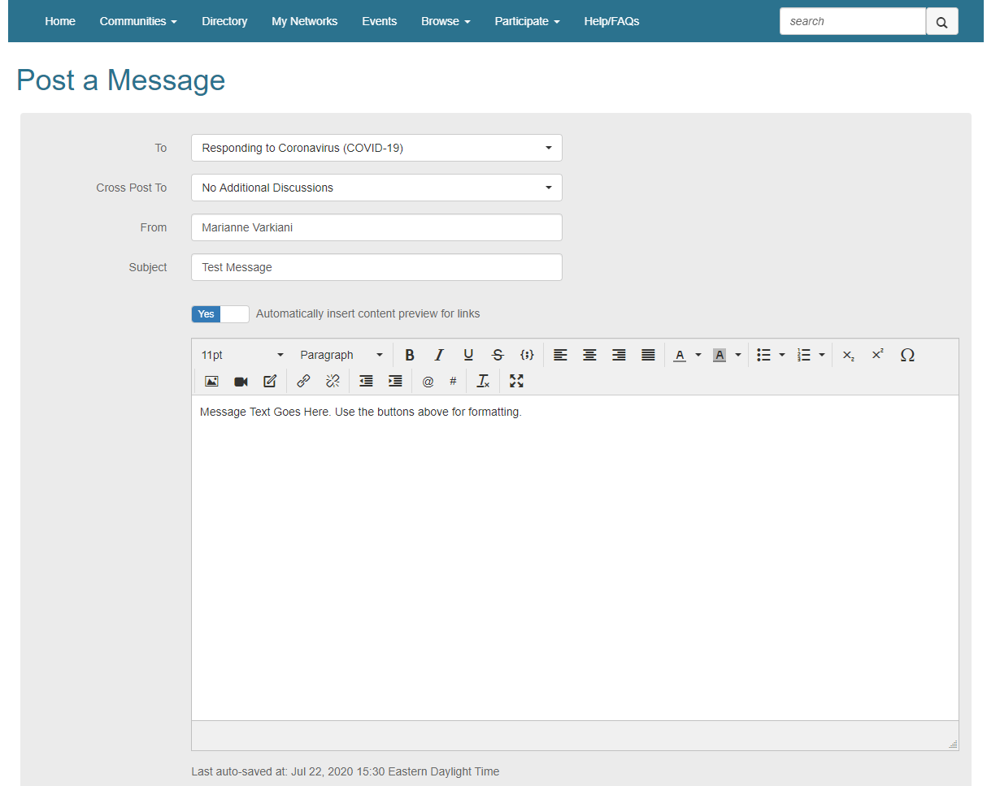 Home Communities Directory My Networks Events Browse Participate Help/FAQs search
Post a Message
To Responding to Coronavirus (COVID-19)
Cross Post To No Additional Discussions
From Marianne Varkiani
Subject Test Message
Yes Automatically insert content preview for links
11pt Paragraph B I U S {;} A A X₂ X² Ω
@ # Tx
Message Text Goes Here. Use the buttons above for formatting.
Last auto-saved at: Jul 22, 2020 15:30 Eastern Daylight Time